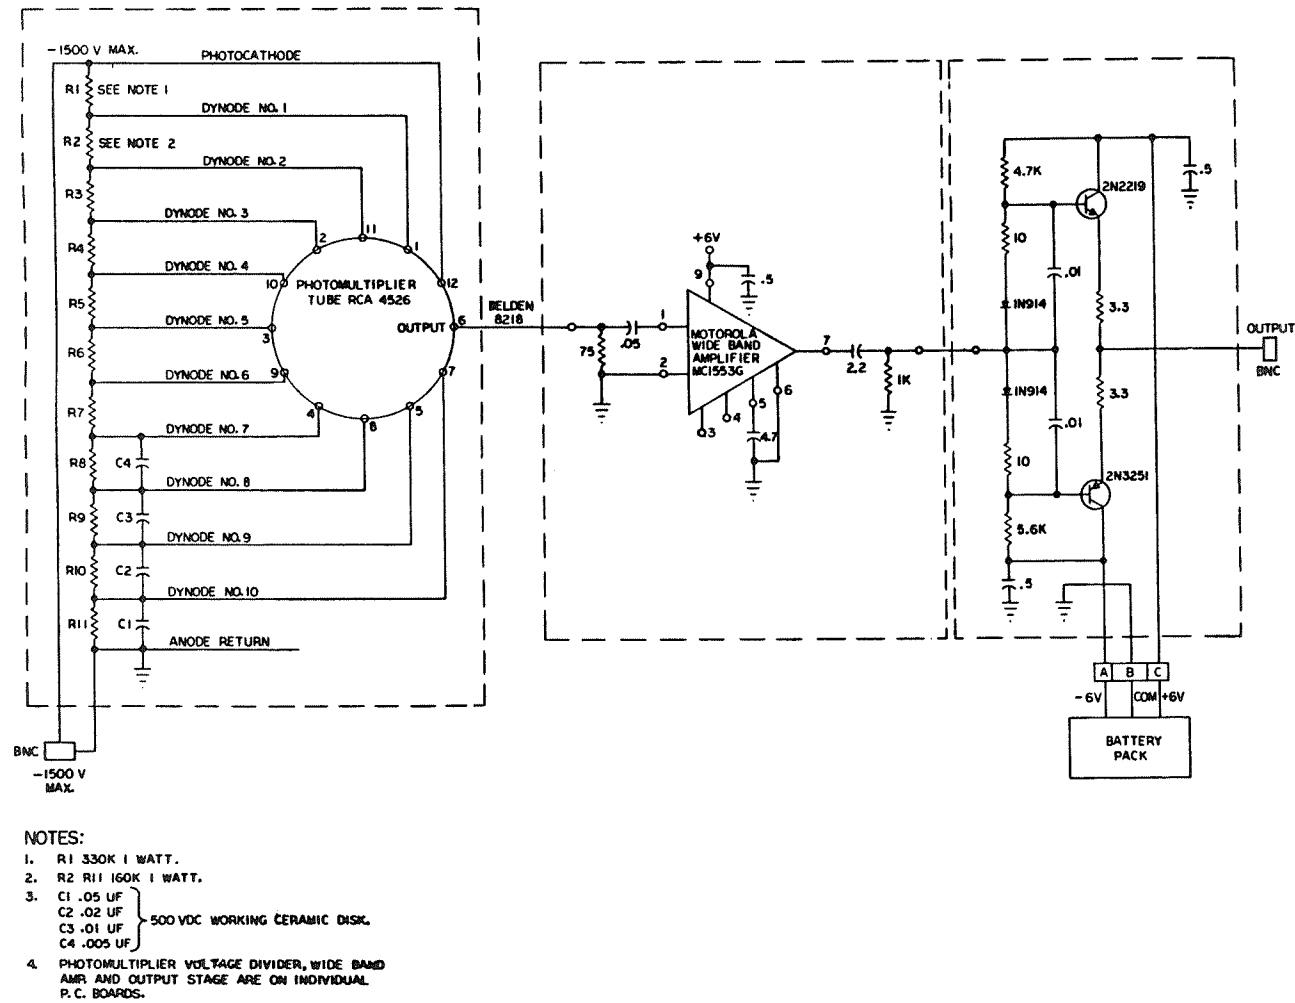 -1500 V MAX.
PHOTOCATHODE
R1
SEE NOTE 1
DYNODE NO. 1
R2
SEE NOTE 2
DYNODE NO. 2
R3
DYNODE NO. 3
R4
DYNODE NO. 4
R5
DYNODE NO. 5
R6
DYNODE NO. 6
R7
DYNODE NO. 7
R8
C4
DYNODE NO. 8
R9
C3
DYNODE NO. 9
R10
C2
DYNODE NO. 10
R11
C1
ANODE RETURN
2
11
1
10
12
PHOTOMULTIPLIER
TUBE RCA 4526
3
OUTPUT
6
9
7
4
8
5
BNC
-1500 V
MAX.
BELDEN
8218
75
.05
1
2
+6V
9
.5
MOTOROLA
WIDE BAND
AMPLIFIER
MC1553G
7
6
5
4
3
4.7
2.2
1K
4.7K
2N2219
.5
10
.01
1N914
3.3
OUTPUT
BNC
1N914
3.3
.01
10
2N3251
5.6K
.5
A B C
-6V COM +6V
BATTERY
PACK
NOTES:
1. R1 330K 1 WATT.
2. R2 R11 160K 1 WATT.
3. C1 .05 UF
C2 .02 UF
C3 .01 UF
C4 .005 UF
500 VDC WORKING CERAMIC DISK.
4. PHOTOMULTIPLIER VOLTAGE DIVIDER, WIDE BAND
AMP. AND OUTPUT STAGE ARE ON INDIVIDUAL
P.C. BOARDS.